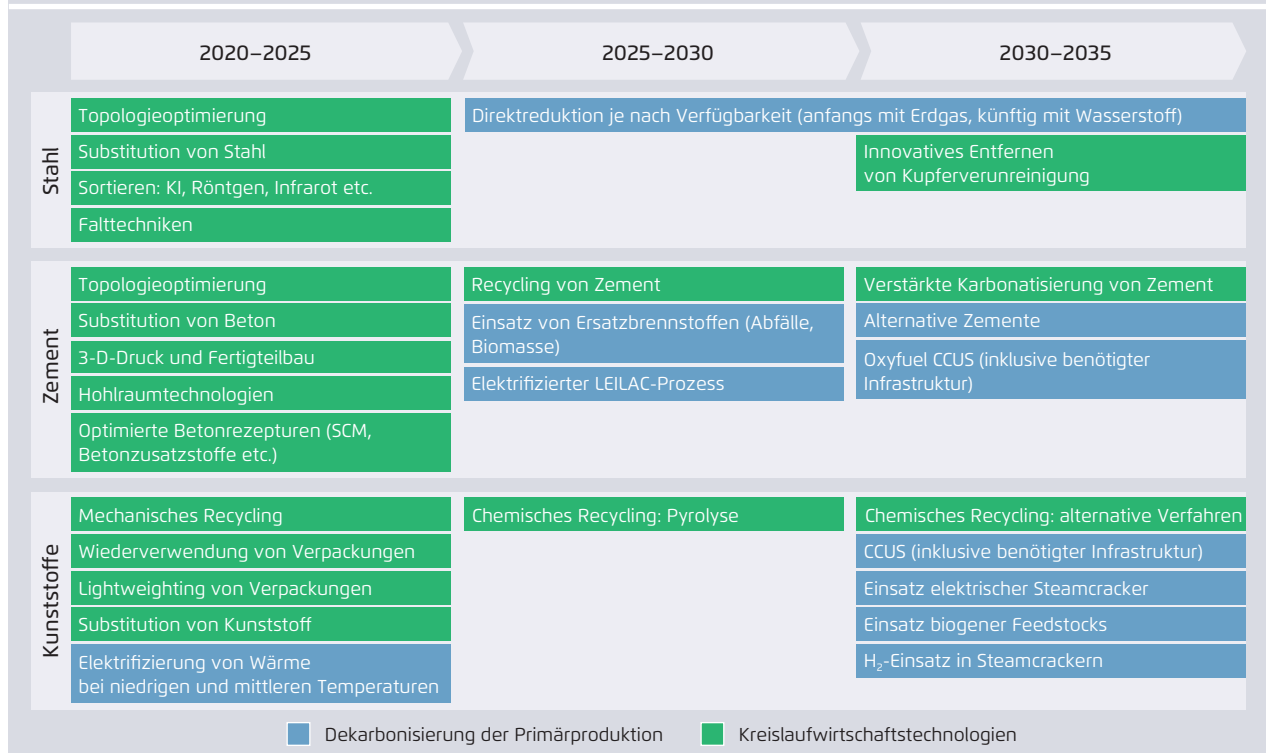 2020–2025
2025–2030
2030–2035
Stahl
Topologieoptimierung
Substitution von Stahl
Sortieren: KI, Röntgen, Infrarot etc.
Falttechniken
Direktreduktion je nach Verfügbarkeit (anfangs mit Erdgas, künftig mit Wasserstoff)
Innovatives Entfernen
von Kupferverunreinigung
Zement
Topologieoptimierung
Substitution von Beton
3-D-Druck und Fertigteilbau
Hohlraumtechnologien
Optimierte Betonrezepturen (SCM,
Betonzusatzstoffe etc.)
Recycling von Zement
Einsatz von Ersatzbrennstoffen (Abfälle,
Biomasse)
Elektrifizierter LEILAC-Prozess
Verstärkte Karbonatisierung von Zement
Alternative Zemente
Oxyfuel CCUS (inklusive benötigter
Infrastruktur)
Kunststoffe
Mechanisches Recycling
Wiederverwendung von Verpackungen
Lightweighting von Verpackungen
Substitution von Kunststoff
Elektrifizierung von Wärme
bei niedrigen und mittleren Temperaturen
Chemisches Recycling: Pyrolyse
Chemisches Recycling: alternative Verfahren
CCUS (inklusive benötigter Infrastruktur)
Einsatz elektrischer Steamcracker
Einsatz biogener Feedstocks
H₂-Einsatz in Steamcrackern
Dekarbonisierung der Primärproduktion
Kreislaufwirtschaftstechnologien